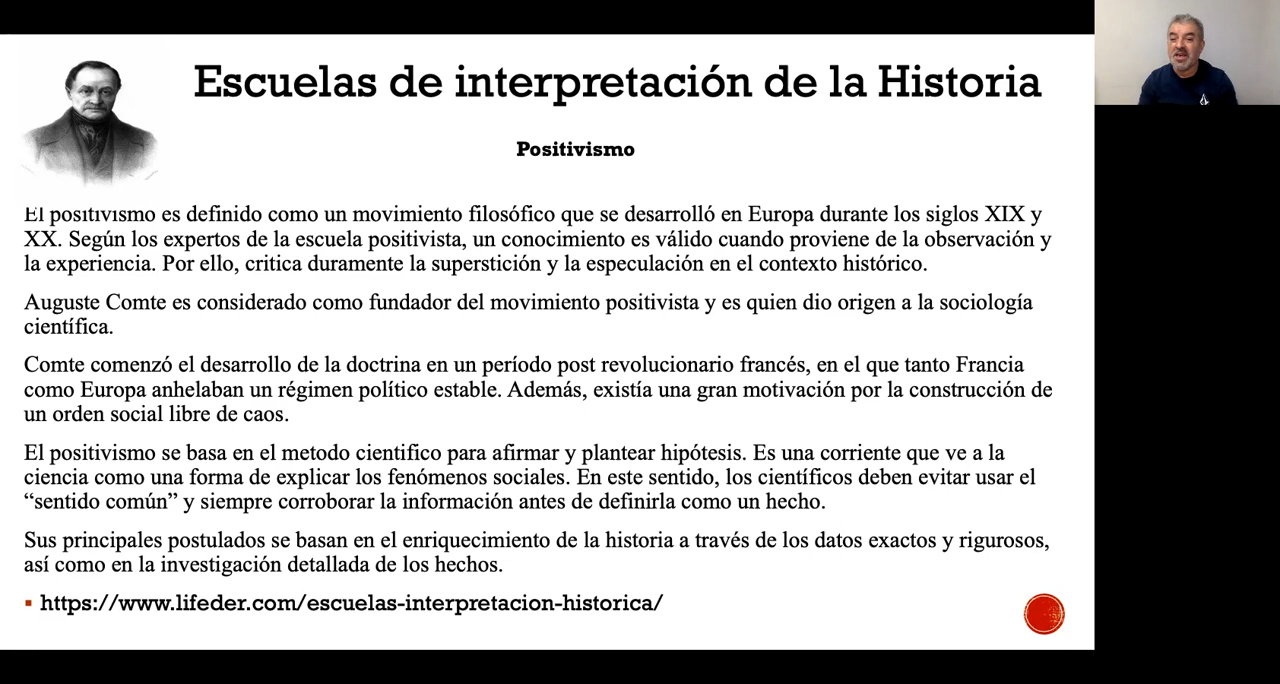 Escuelas de interpretación de la Historia
Positivismo
El positivismo es definido como un movimiento filosófico que se desarrolló en Europa durante los siglos XIX y
XX. Según los expertos de la escuela positivista, un conocimiento es válido cuando proviene de la observación y
la experiencia. Por ello, critica duramente la superstición y la especulación en el contexto histórico.
Auguste Comte es considerado como fundador del movimiento positivista y es quien dio origen a la sociología
científica.
Comte comenzó el desarrollo de la doctrina en un período post revolucionario francés, en el que tanto Francia
como Europa anhelaban un régimen político estable. Además, existía una gran motivación por la construcción de
un orden social libre de caos.
El positivismo se basa en el metodo cientifico para afirmar y plantear hipótesis. Es una corriente que ve a la
ciencia como una forma de explicar los fenómenos sociales. En este sentido, los científicos deben evitar usar el
“sentido común” y siempre corroborar la información antes de definirla como un hecho.
Sus principales postulados se basan en el enriquecimiento de la historia a través de los datos exactos y rigurosos,
así como en la investigación detallada de los hechos.
▪ https://www.lifeder.com/escuelas-interpretacion-historica/